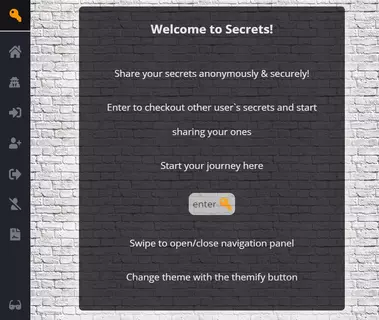 Welcome to Secrets!
Share your secrets anonymously & securely!
Enter to checkout other user`s secrets and start
sharing your ones
Start your journey here
enter
Swipe to open/close navigation panel
Change theme with the themify button